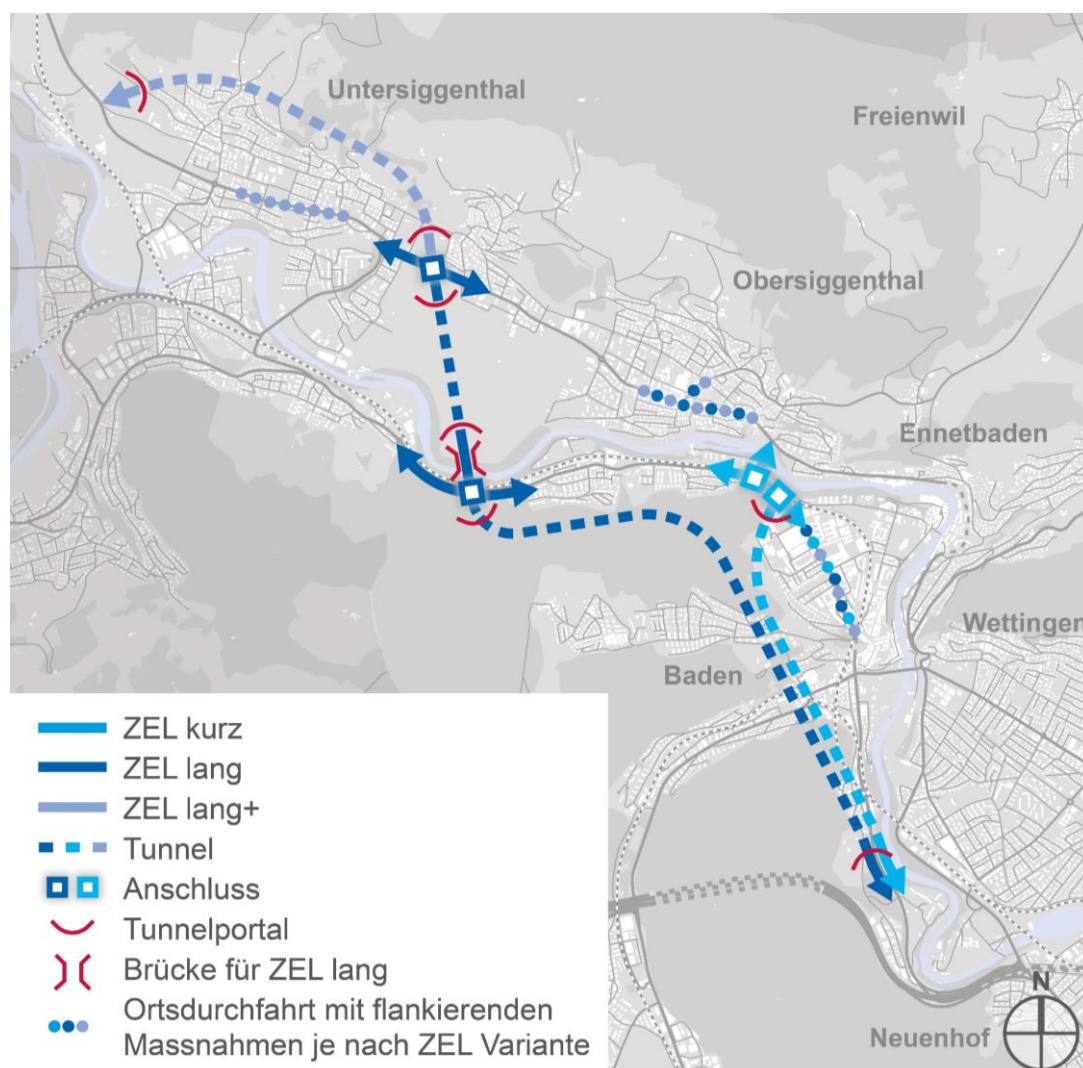 Untersiggenthal
Freienwil
Obersiggenthal
Ennetbaden
Wettingen
Baden
ZEL kurz
ZEL lang
ZEL lang+
Tunnel
Anschluss
Tunnelportal
Brücke für ZEL lang
Ortsdurchfahrt mit flankierenden
Massnahmen je nach ZEL Variante
N
Neuenhof